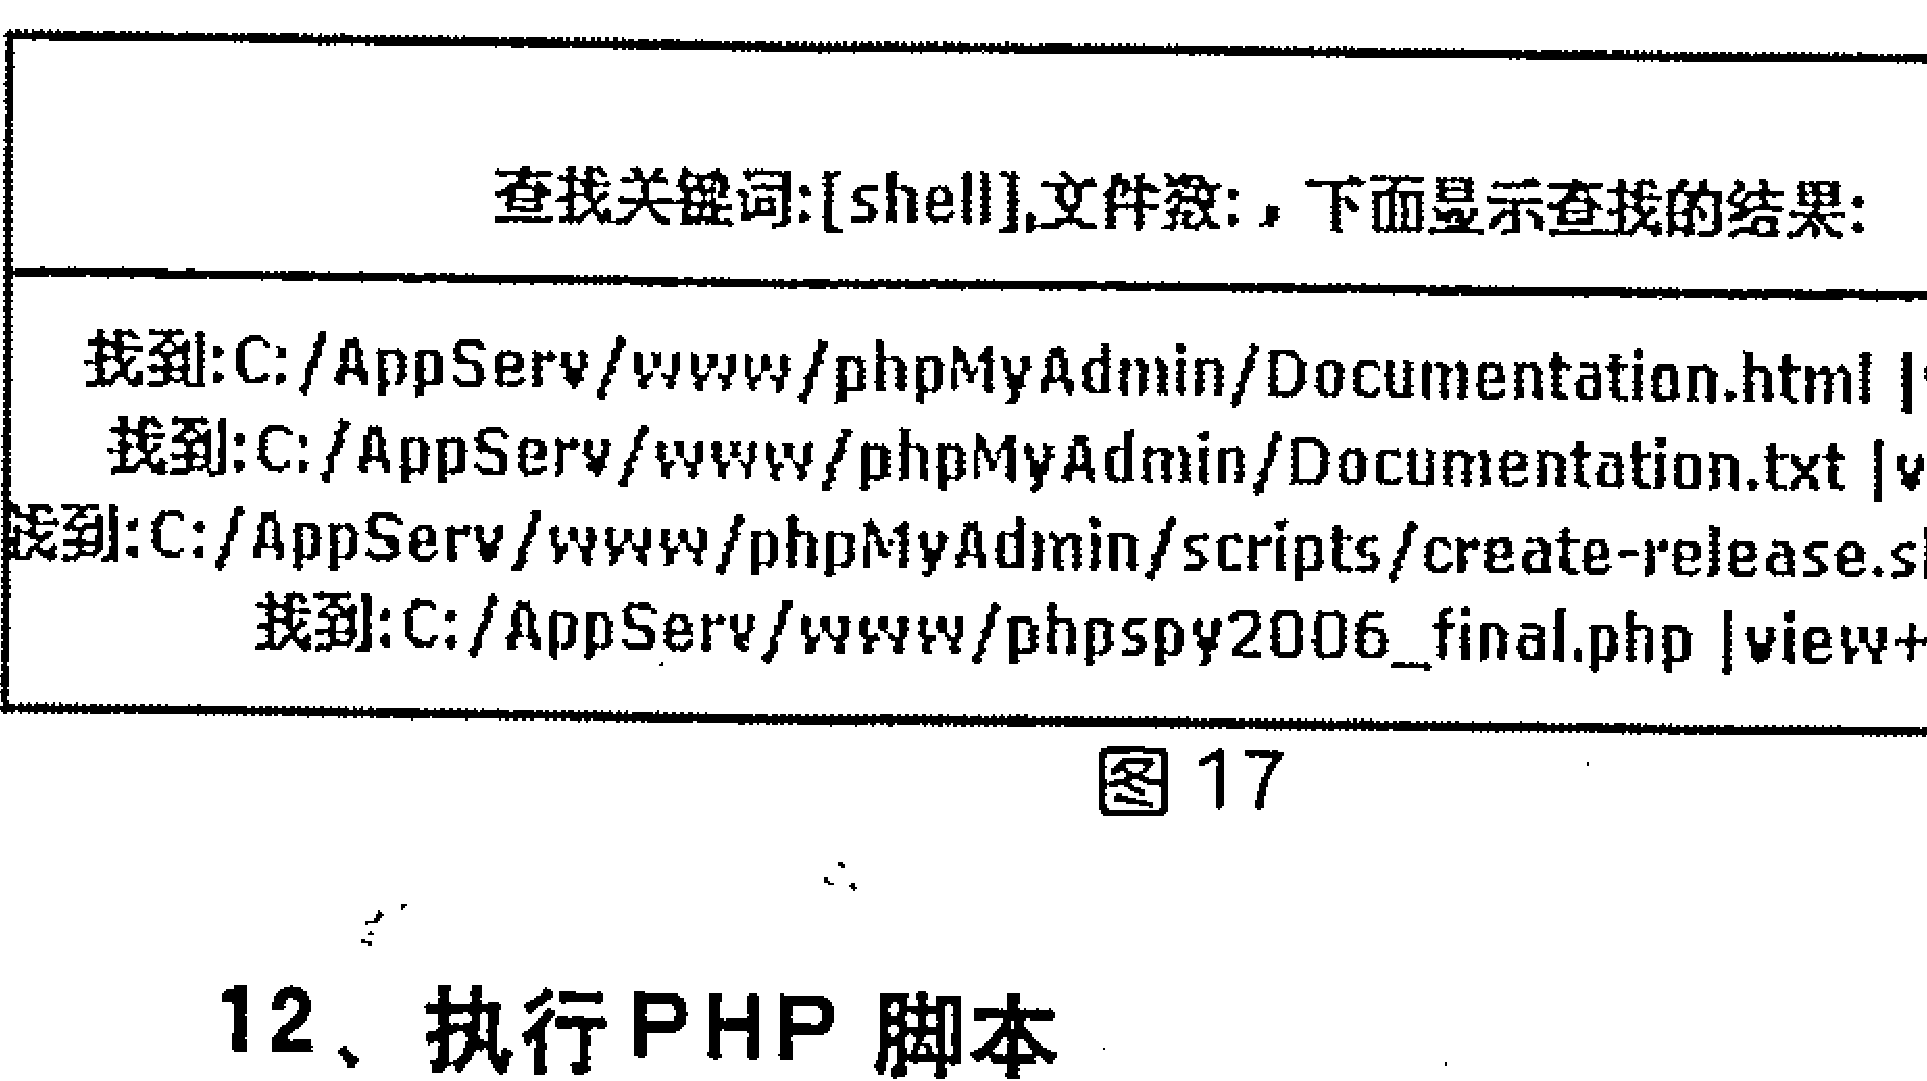 查找关键词:[shell],文件数:，下面显示查找的结果:
找到:C:/AppServ/www/phpMyAdmin/Documentation.html |
找到:C:/AppServ/www/phpMyAdmin/Documentation.txt |v
找到:C:/AppServ/www/phpMyAdmin/scripts/create-release.s
找到:C:/AppServ/www/phpspy2006_final.php |view+
图 17
12、执行PHP 脚本